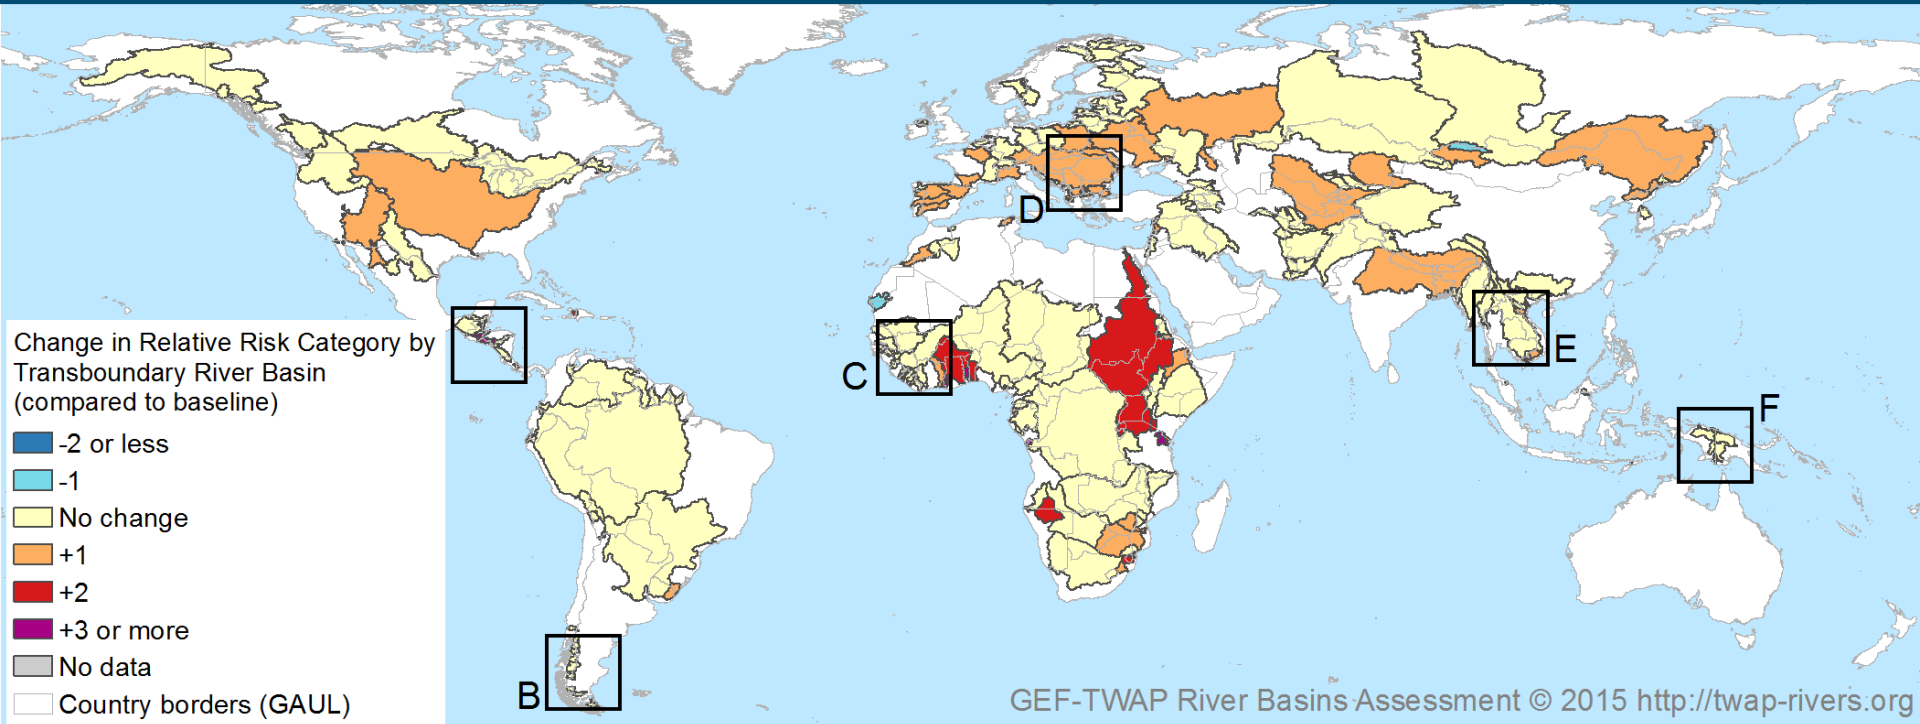 Change in Relative Risk Category by
Transboundary River Basin
(compared to baseline)
-2 or less
-1
No change
+1
+2
+3 or more
No data
Country borders (GAUL)
B
C
D
E
F
GEF-TWAP River Basins Assessment © 2015 http://twap-rivers.org